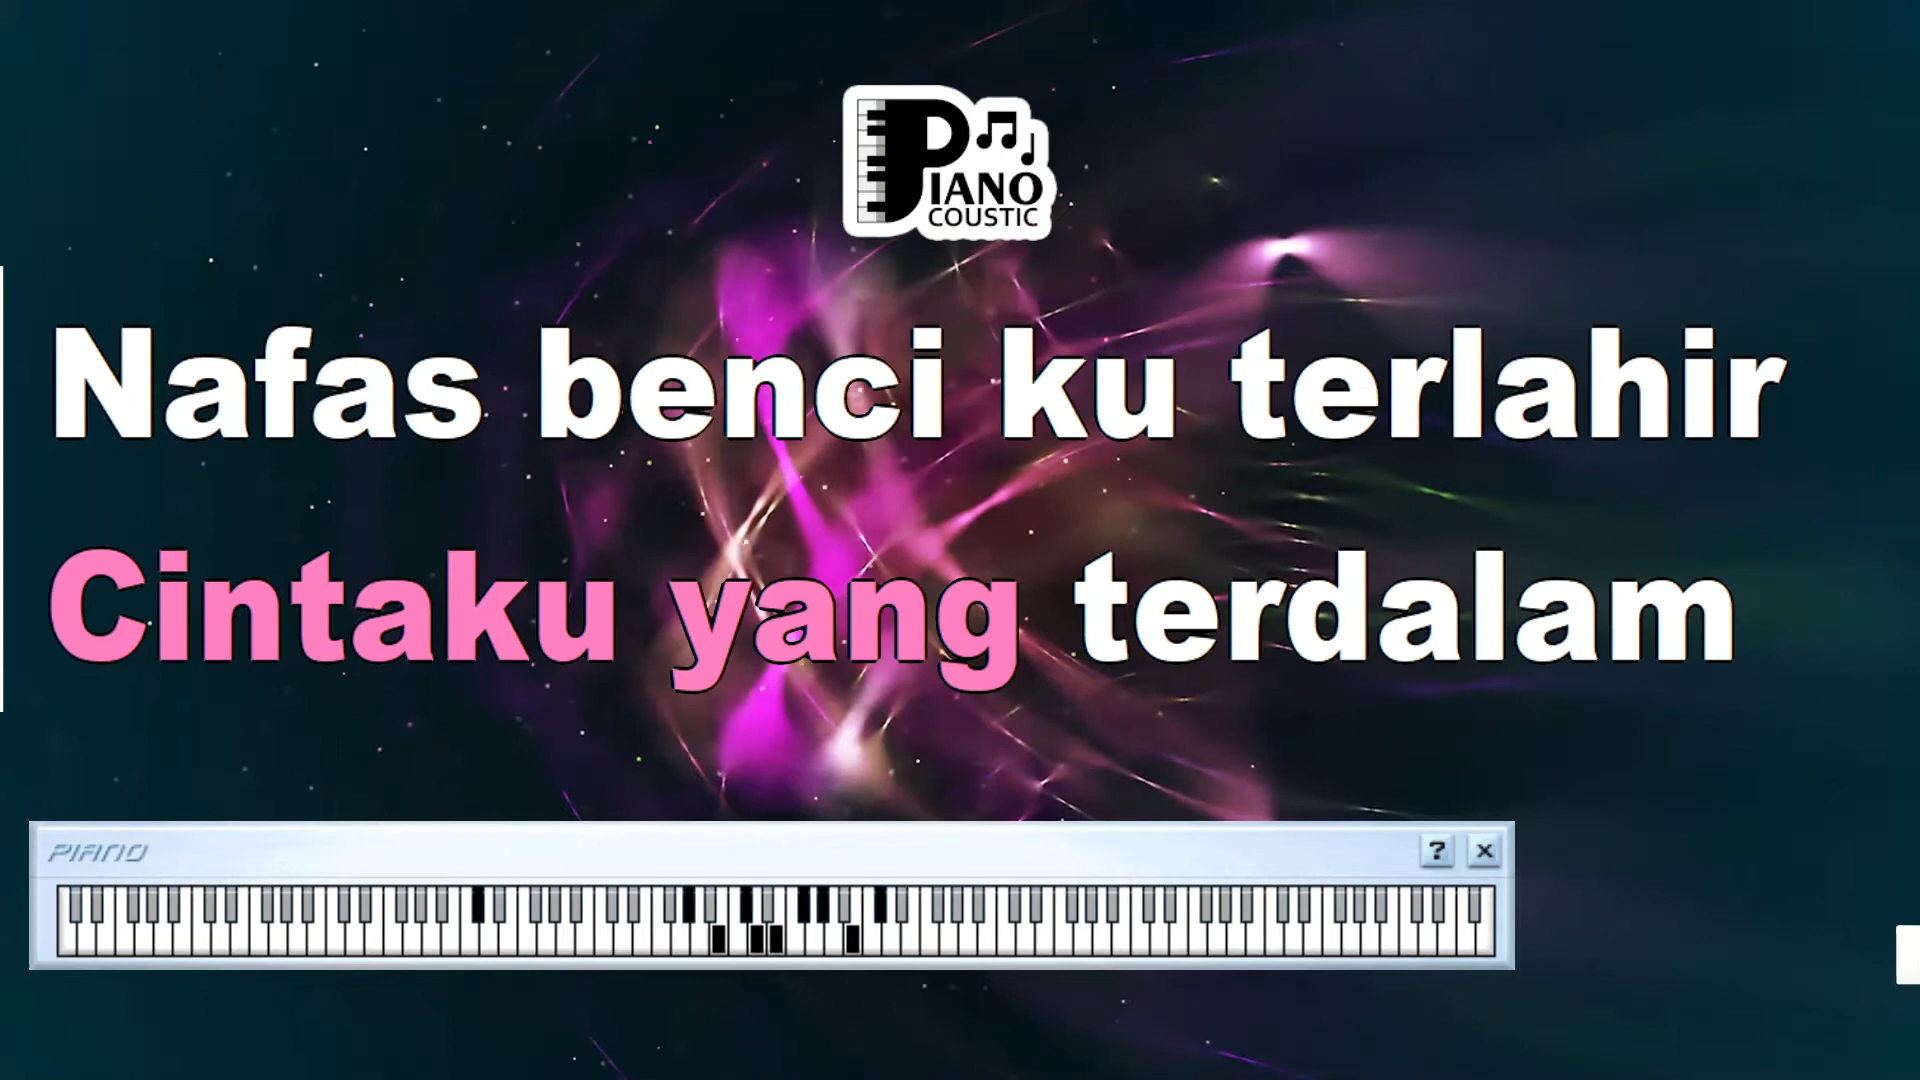 PIANO
COUSTIC
Nafas benci ku terlahir
Cintaku yang terdalam
PIANO
? x